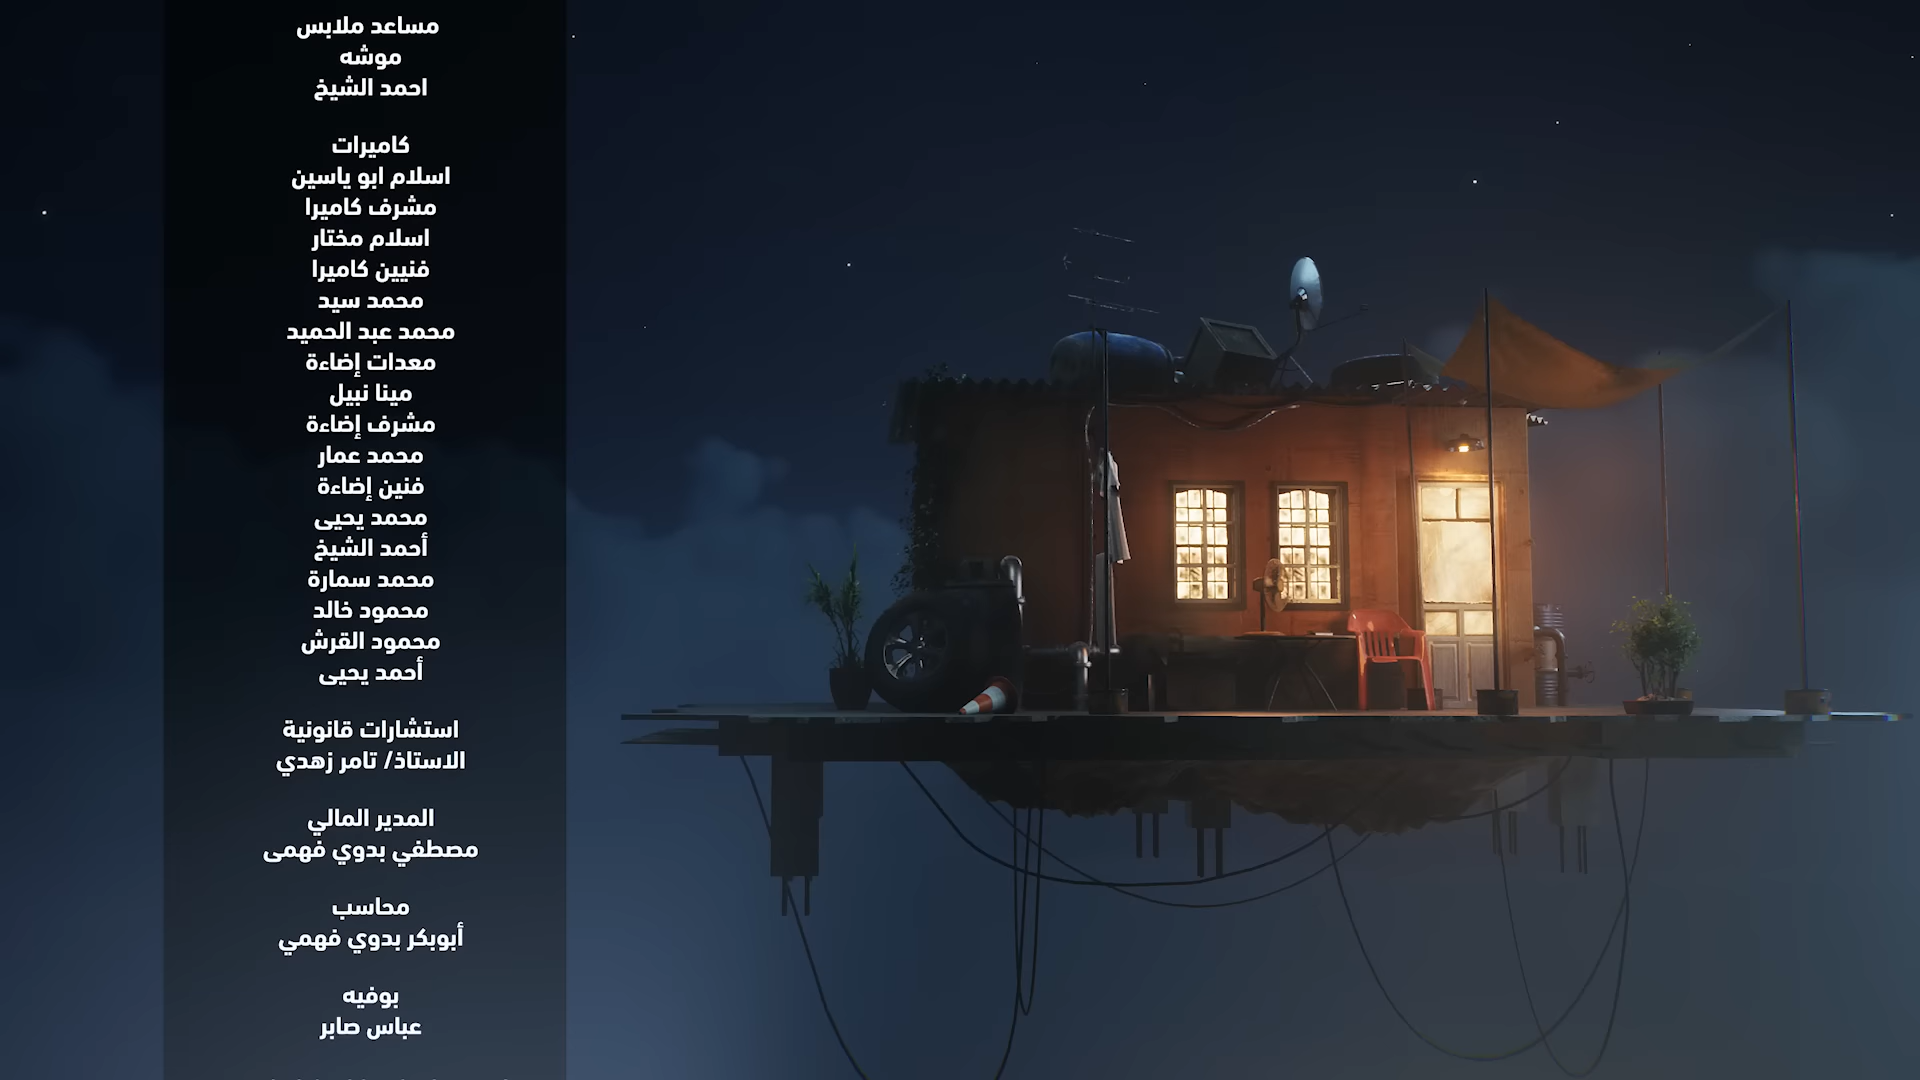 مساعد ملابس
موشه
احمد الشيخ
كاميرات
اسلام ابو ياسين
مشرف كاميرا
اسلام مختار
فنيين كاميرا
محمد سيد
محمد عبد الحميد
معدات إضاءة
مينا نبيل
مشرف إضاءة
محمد عمار
فنين إضاءة
محمد يحيى
أحمد الشيخ
محمد سمارة
محمود خالد
محمود القرش
أحمد يحيى
استشارات قانونية
الاستاذ/ تامر زهدي
المدير المالي
مصطفي بدوي فهمى
محاسب
أبوبكر بدوي فهمي
بوفيه
عباس صابر